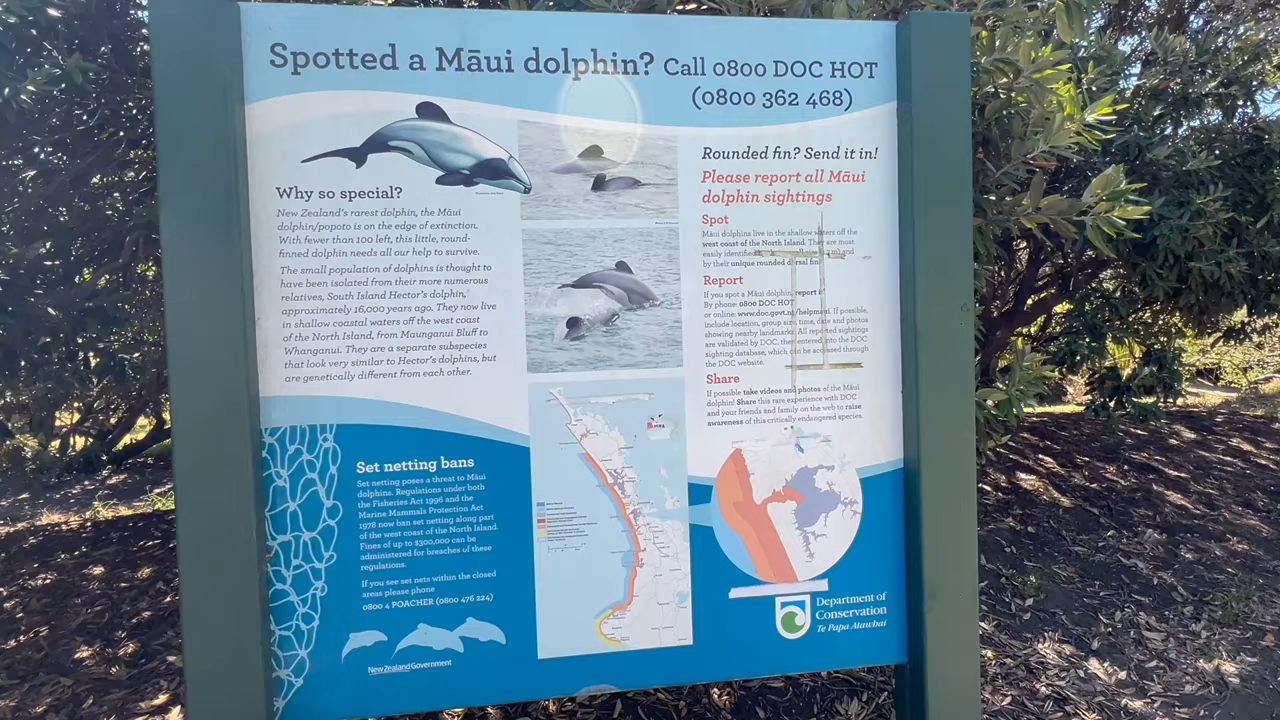 Spotted a Māui dolphin? Call 0800 DOC HOT
(0800 362 468)
Why so special?
New Zealand's rarest dolphin, the Māui
dolphin/popoto is on the edge of extinction.
With fewer than 100 left, this little, round-
finned dolphin needs all our help to survive.
The small population of dolphins is thought to
have been isolated from their more numerous
relatives, South Island Hector's dolphin,
approximately 16,000 years ago. They now live
in shallow coastal waters off the west coast
of the North Island, from Maunganui Bluff to
Whanganui. They are a separate subspecies
that look very similar to Hector's dolphins, but
are genetically different from each other.
Set netting bans
Set netting poses a threat to Māui
dolphins. Regulations under both
the Fisheries Act 1996 and the
Marine Mammals Protection Act
1978 now ban set netting along part
of the west coast of the North Island.
Fines of up to $300,000 can be
administered for breaches of these
regulations.
If you see set nets within the closed
areas please phone
0800 4 POACHER (0800 476 224)
New Zealand Government
Rounded fin? Send it in!
Please report all Māui
dolphin sightings
Spot
Māui dolphins live in the shallow waters off the
west coast of the North Island. They are most
easily identified and
by their unique rounded dorsal fin
Report
If you spot a Māui dolphin, report it
By phone: 0800 DOC HOT
or online: www.doc.govt.nz/helpmaui. If possible,
include location, group size, time, date and photos
showing nearby landmarks. All reported sightings
are validated by DOC, then entered into the DOC
sighting database, which can be accessed through
the DOC website.
Share
If possible take videos and photos of the Māui
dolphin! Share this rare experience with DOC
and your friends and family on the web to raise
awareness of this critically endangered species.
Department of
Conservation
Te Papa Atawhai